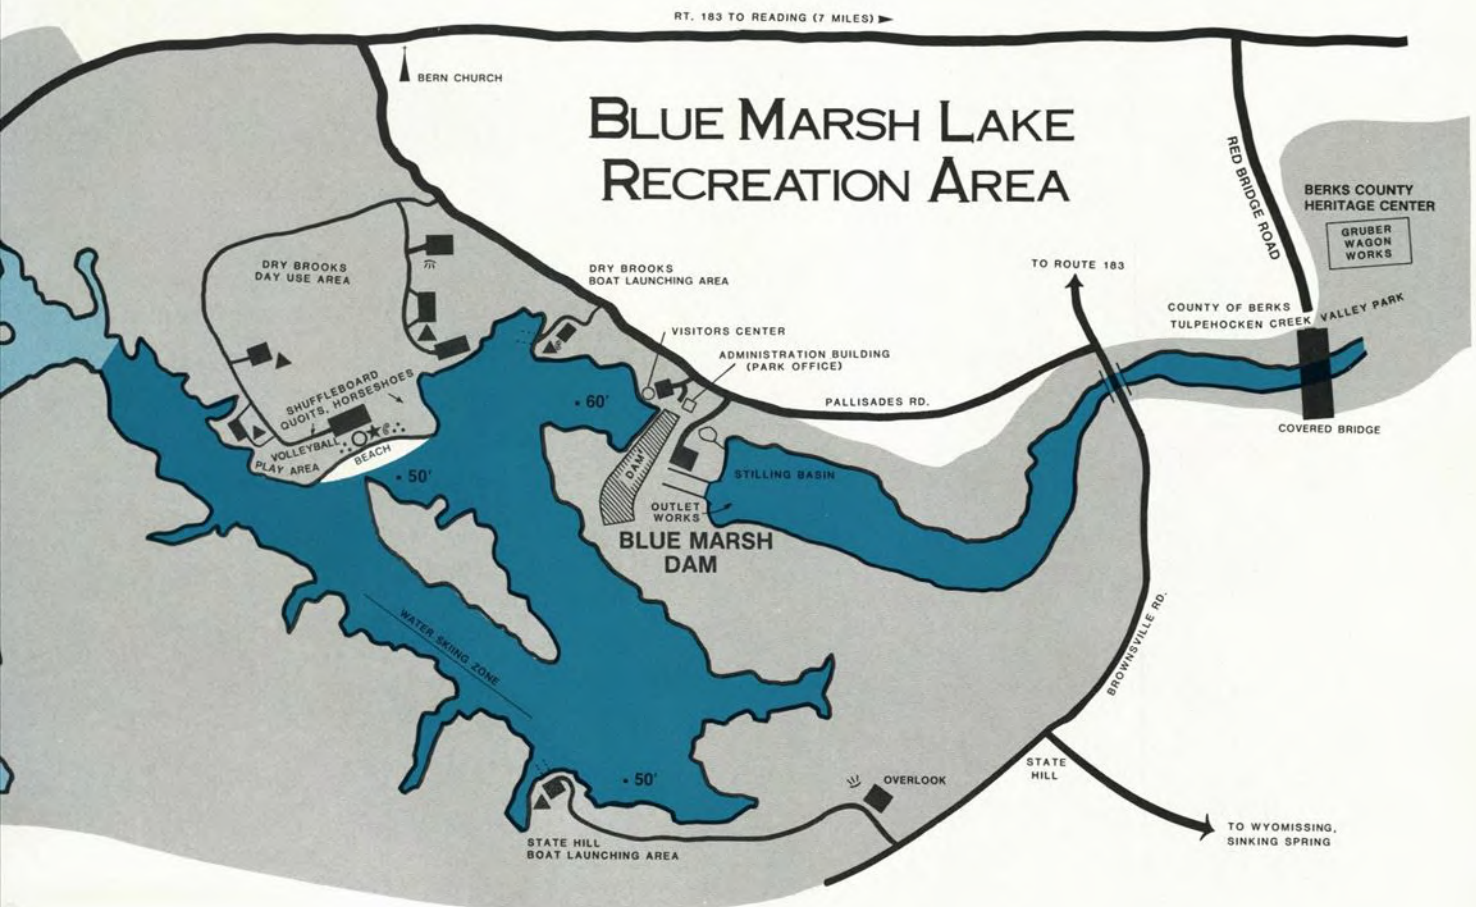 RT. 183 TO READING (7 MILES)
BERN CHURCH
BLUE MARSH LAKE
RECREATION AREA
RED BRIDGE ROAD
BERKS COUNTY
HERITAGE CENTER
GRUBER
WAGON
WORKS
DRY BROOKS
DAY USE AREA
DRY BROOKS
BOAT LAUNCHING AREA
TO ROUTE 183
COUNTY OF BERKS
TULPEHOCKEN CREEK VALLEY PARK
VISITORS CENTER
ADMINISTRATION BUILDING
(PARK OFFICE)
SHUFFLEBOARD
QUOITS, HORSESHOES
60'
PALLISADES RD.
COVERED BRIDGE
VOLLEYBALL
PLAY AREA
BEACH
50'
DAM
STILLING BASIN
OUTLET
WORKS
BLUE MARSH
DAM
WATER SKIING ZONE
BROWNSVILLE RD.
50'
OVERLOOK
STATE
HILL
STATE HILL
BOAT LAUNCHING AREA
TO WYOMISSING,
SINKING SPRING